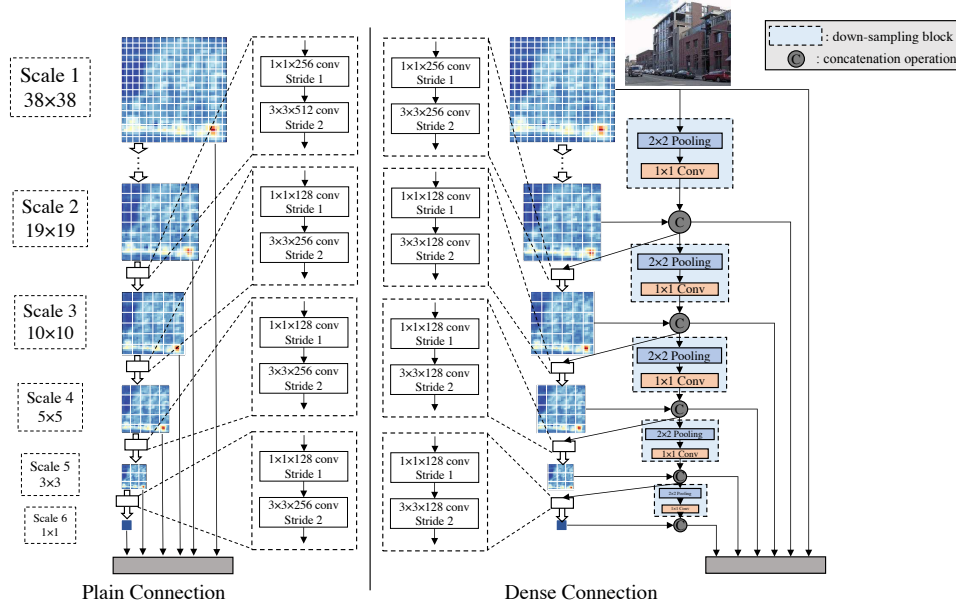 Scale 1
38×38
Scale 2
19×19
Scale 3
10×10
Scale 4
5×5
Scale 5
3×3
Scale 6
1×1
1×1×256 conv
Stride 1
3×3×512 conv
Stride 2
1×1×128 conv
Stride 1
3×3×256 conv
Stride 2
1×1×128 conv
Stride 1
3×3×256 conv
Stride 2
1×1×128 conv
Stride 1
3×3×256 conv
Stride 2
Plain Connection
1×1×256 conv
Stride 1
3×3×256 conv
Stride 2
1×1×128 conv
Stride 1
3×3×128 conv
Stride 2
1×1×128 conv
Stride 1
3×3×128 conv
Stride 2
1×1×128 conv
Stride 1
3×3×128 conv
Stride 2
: down-sampling block
C : concatenation operation
2×2 Pooling
1×1 Conv
C
2×2 Pooling
1×1 Conv
C
2×2 Pooling
1×1 Conv
C
2×2 Pooling
1×1 Conv
C
2×2 Pooling
1×1 Conv
C
Dense Connection